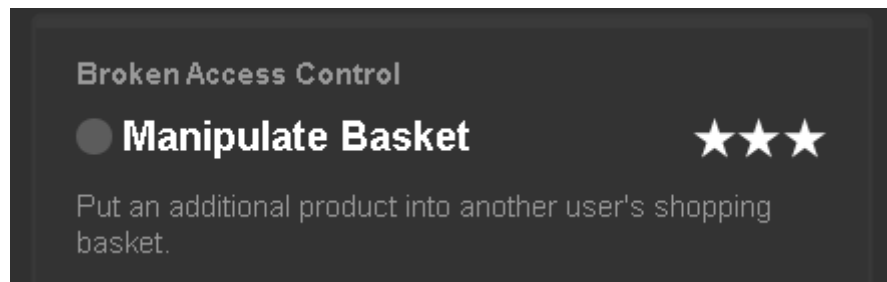 Broken Access Control
Manipulate Basket
Put an additional product into another user's shopping
basket.